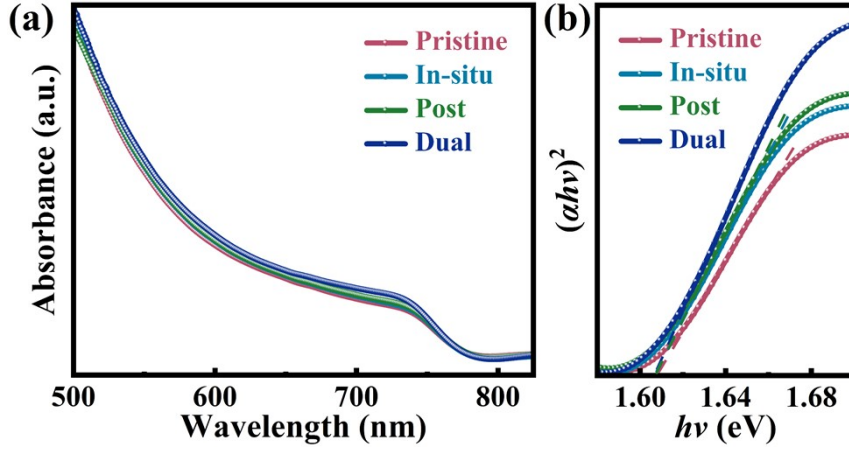 (a)
Pristine
In-situ
Post
Dual
Absorbance (a.u.)
500 600 700 800
Wavelength (nm)
(b)
Pristine
In-situ
Post
Dual
(αhν)²
1.60 1.64 1.68
hν (eV)